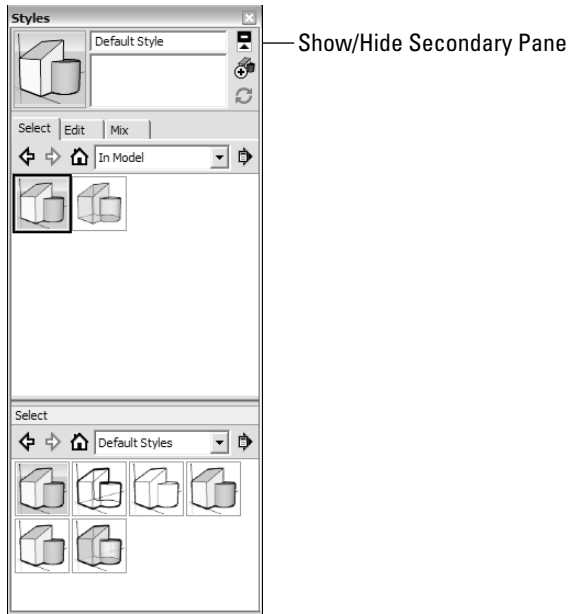 Styles
Default Style
Show/Hide Secondary Pane
Select Edit Mix
In Model
Select
Default Styles